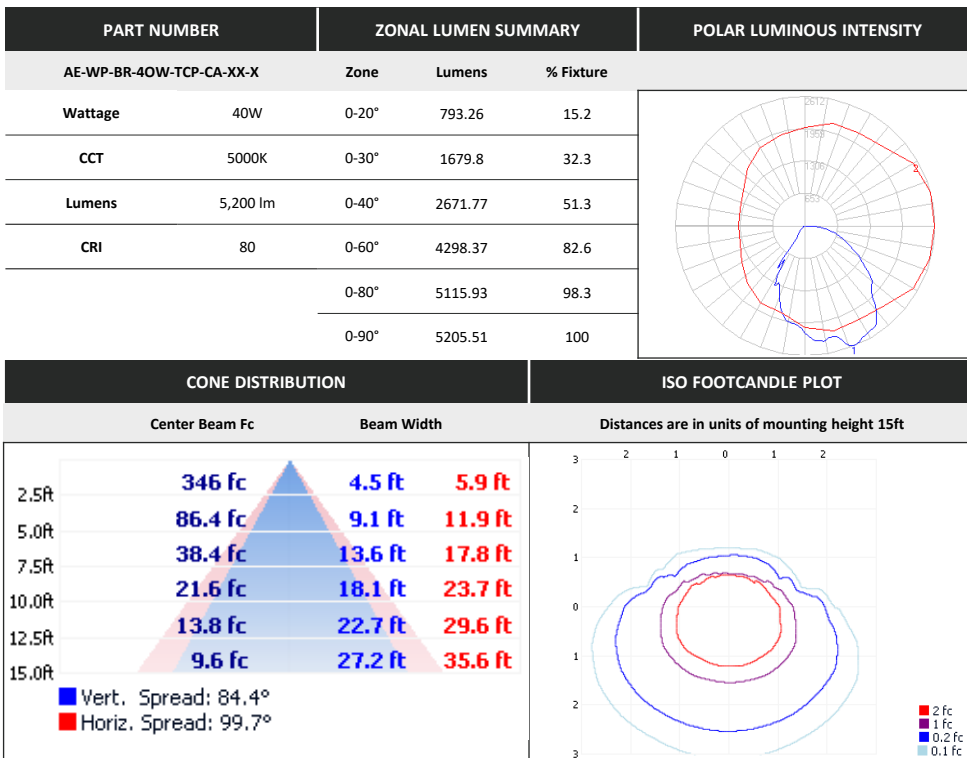 PART NUMBER
ZONAL LUMEN SUMMARY
POLAR LUMINOUS INTENSITY
AE-WP-BR-4OW-TCP-CA-XX-X
Zone Lumens % Fixture
Wattage 40W
0-20° 793.26 15.2
CCT 5000K
0-30° 1679.8 32.3
Lumens 5,200 lm
0-40° 2671.77 51.3
CRI 80
0-60° 4298.37 82.6
0-80° 5115.93 98.3
0-90° 5205.51 100
2612
1959
1306
653
2
1
CONE DISTRIBUTION
Center Beam Fc Beam Width
2.5ft 346 fc 4.5 ft 5.9 ft
5.0ft 86.4 fc 9.1 ft 11.9 ft
7.5ft 38.4 fc 13.6 ft 17.8 ft
10.0ft 21.6 fc 18.1 ft 23.7 ft
12.5ft 13.8 fc 22.7 ft 29.6 ft
15.0ft 9.6 fc 27.2 ft 35.6 ft
Vert. Spread: 84.4°
Horiz. Spread: 99.7°
ISO FOOTCANDLE PLOT
Distances are in units of mounting height 15ft
2 1 0 1 2
3
2
1
0
1
2
3
2 fc
1 fc
0.2 fc
0.1 fc